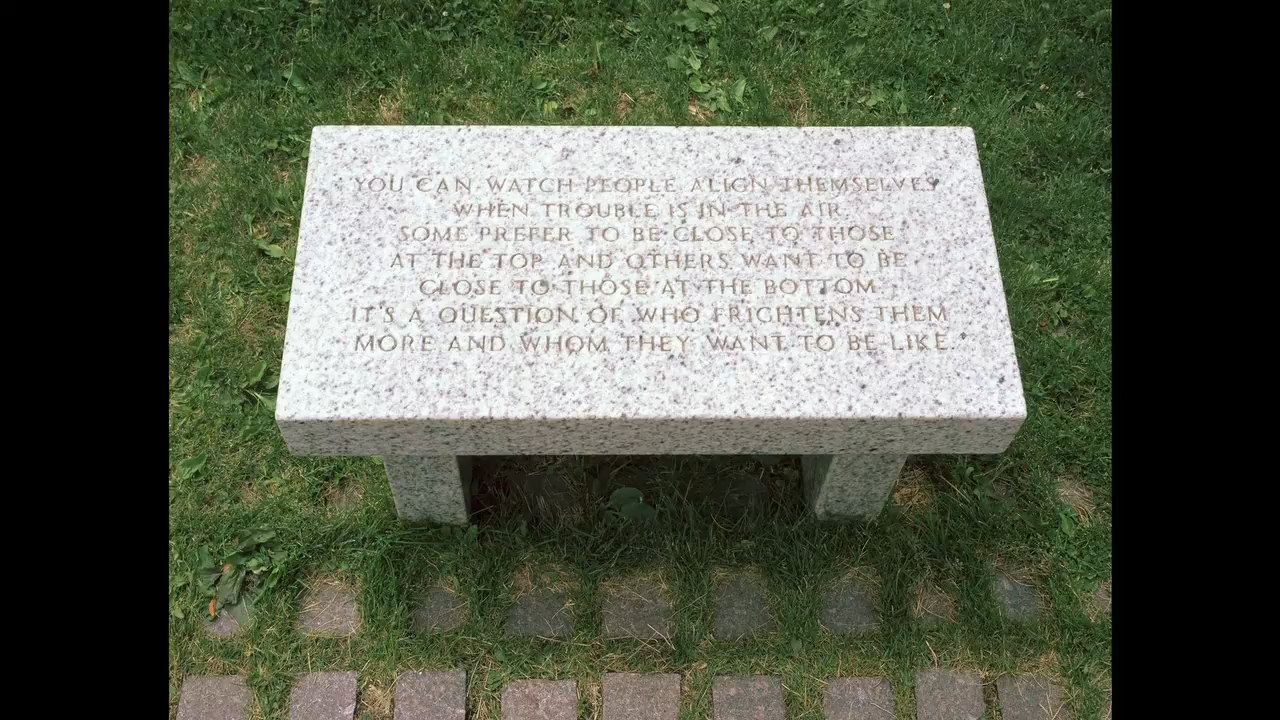 YOU CAN WATCH PEOPLE ALIGN THEMSELVES
WHEN TROUBLE IS IN THE AIR.
SOME PREFER TO BE CLOSE TO THOSE
AT THE TOP AND OTHERS WANT TO BE
CLOSE TO THOSE AT THE BOTTOM.
IT'S A QUESTION OF WHO FRIGHTENS THEM
MORE AND WHOM THEY WANT TO BE LIKE.